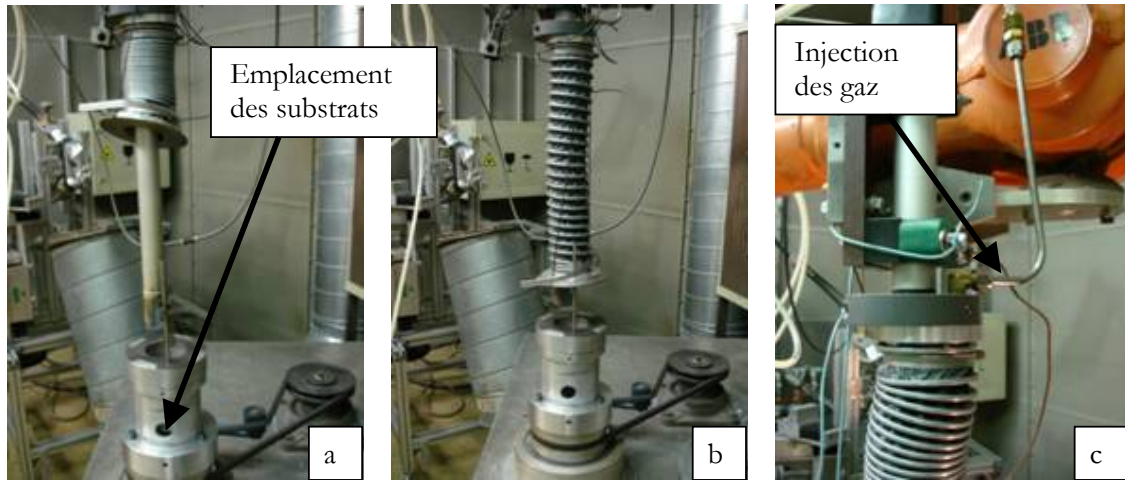 Emplacement
des substrats
Injection
des gaz
a
b
c